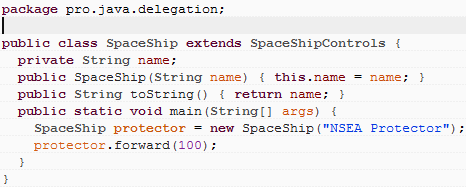 package pro.java.delegation;
public class SpaceShip extends SpaceShipControls {
private String name;
public SpaceShip(String name) { this.name = name; }
public String toString() { return name; }
public static void main(String[] args) {
SpaceShip protector = new SpaceShip("NSEA Protector");
protector.forward(100);
}
}